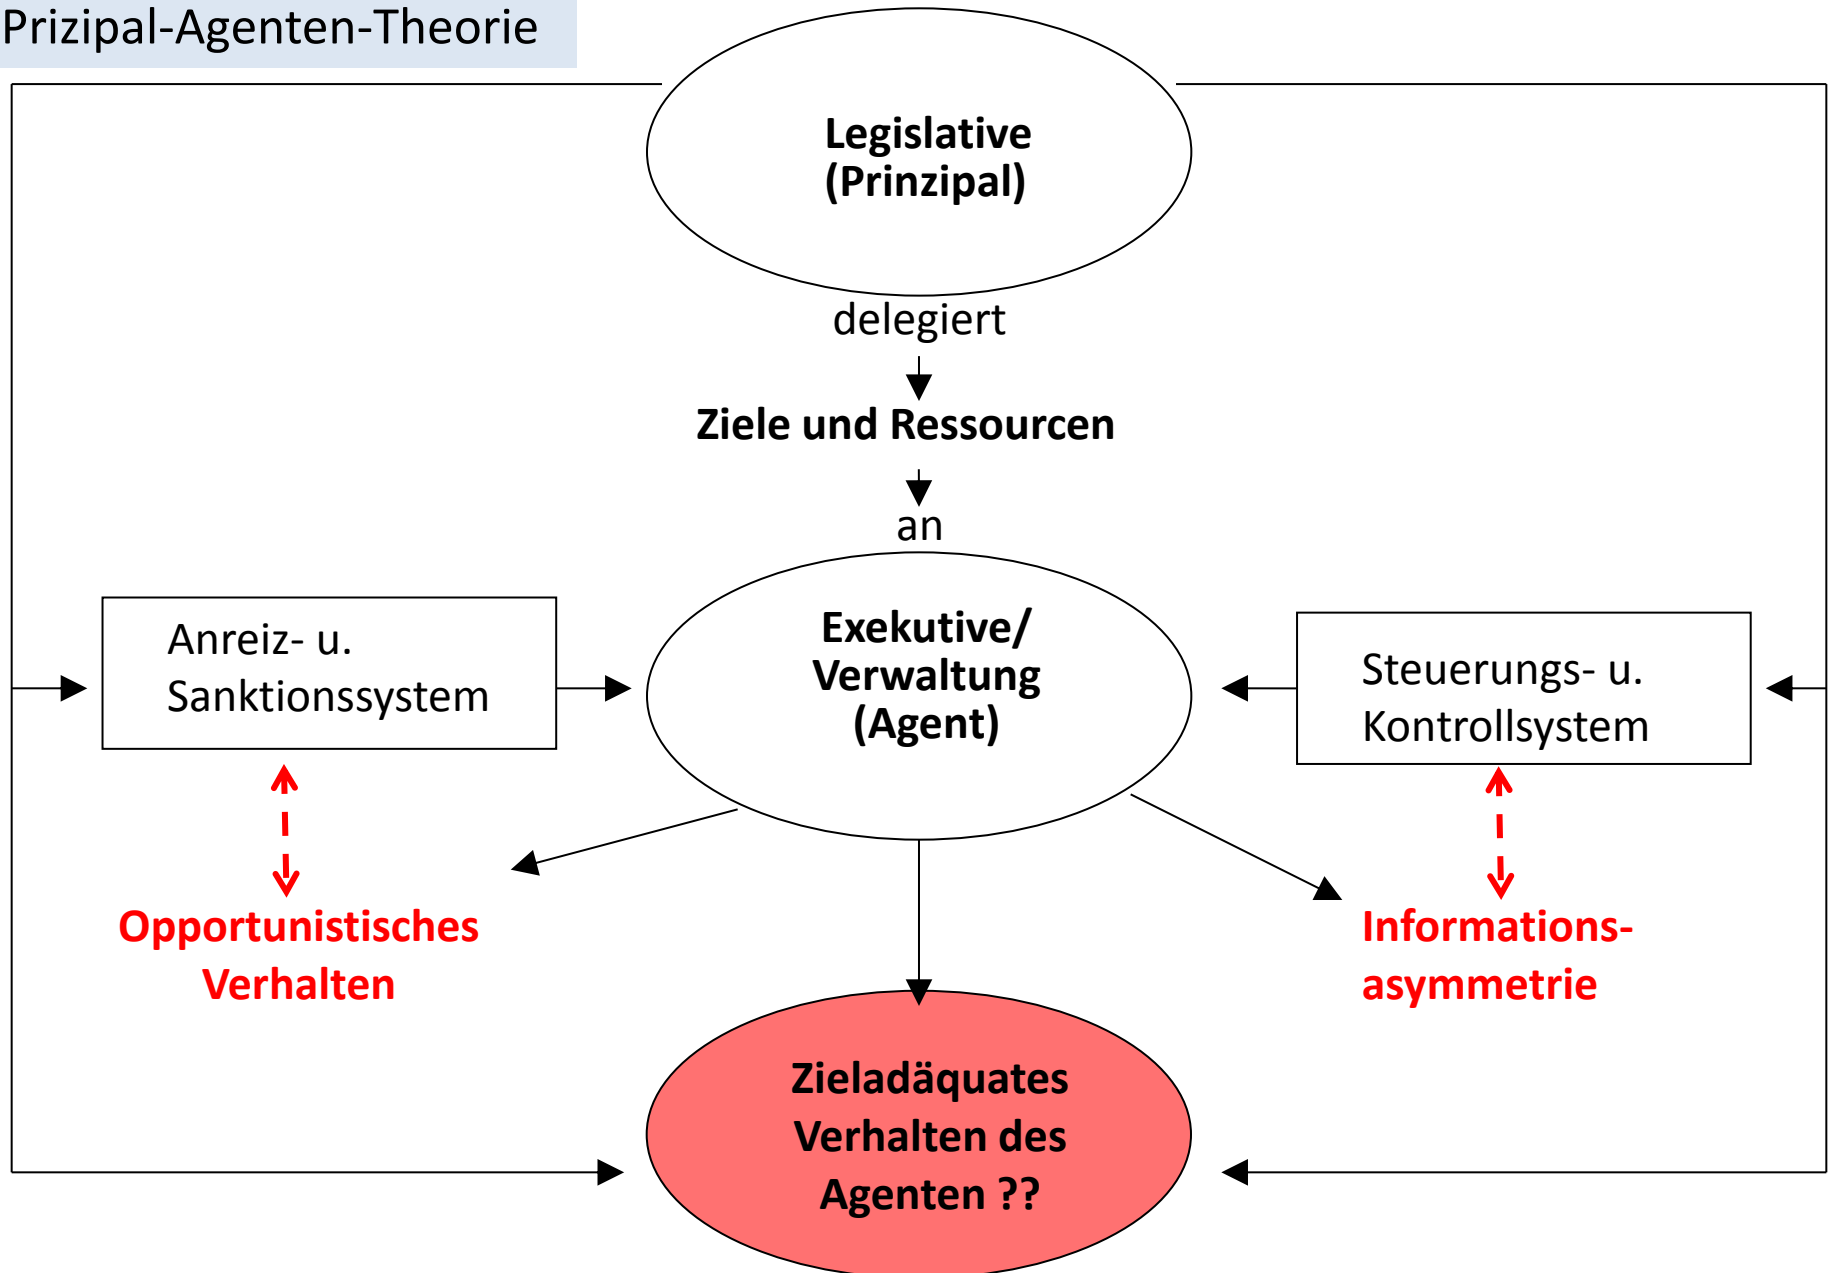 Prizipal-Agenten-Theorie
Legislative
(Prinzipal)
delegiert
Ziele und Ressourcen
an
Anreiz- u.
Sanktionssystem
Exekutive/
Verwaltung
(Agent)
Steuerungs- u.
Kontrollsystem
Opportunistisches
Verhalten
Informations-
asymmetrie
Zieladäquates
Verhalten des
Agenten ??